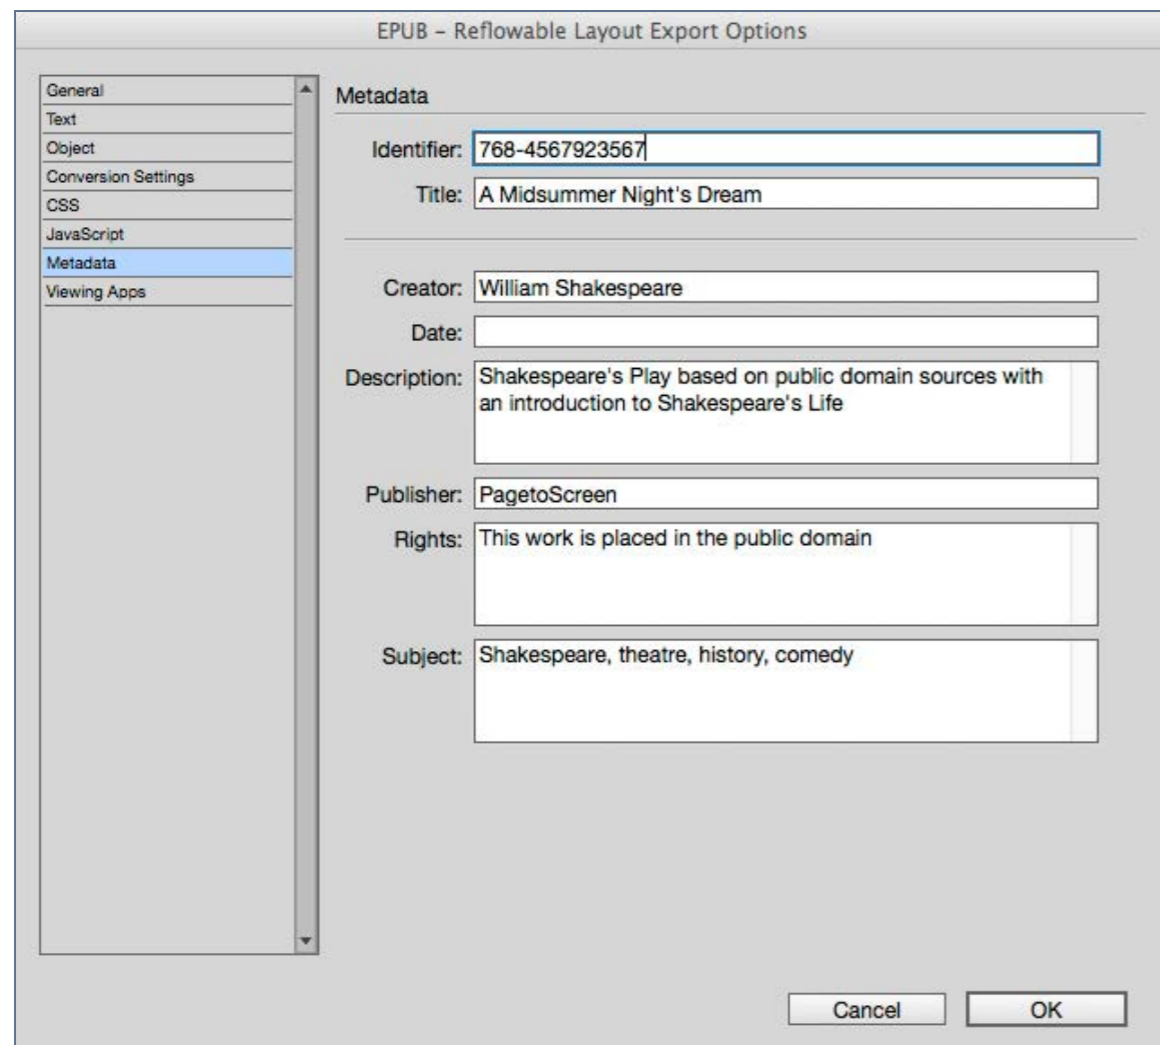 EPUB – Reflowable Layout Export Options
General
Text
Object
Conversion Settings
CSS
JavaScript
Metadata
Viewing Apps
Metadata
Identifier: 768-4567923567
Title: A Midsummer Night's Dream
Creator: William Shakespeare
Date:
Description: Shakespeare's Play based on public domain sources with
an introduction to Shakespeare's Life
Publisher: PagetoScreen
Rights: This work is placed in the public domain
Subject: Shakespeare, theatre, history, comedy
Cancel OK